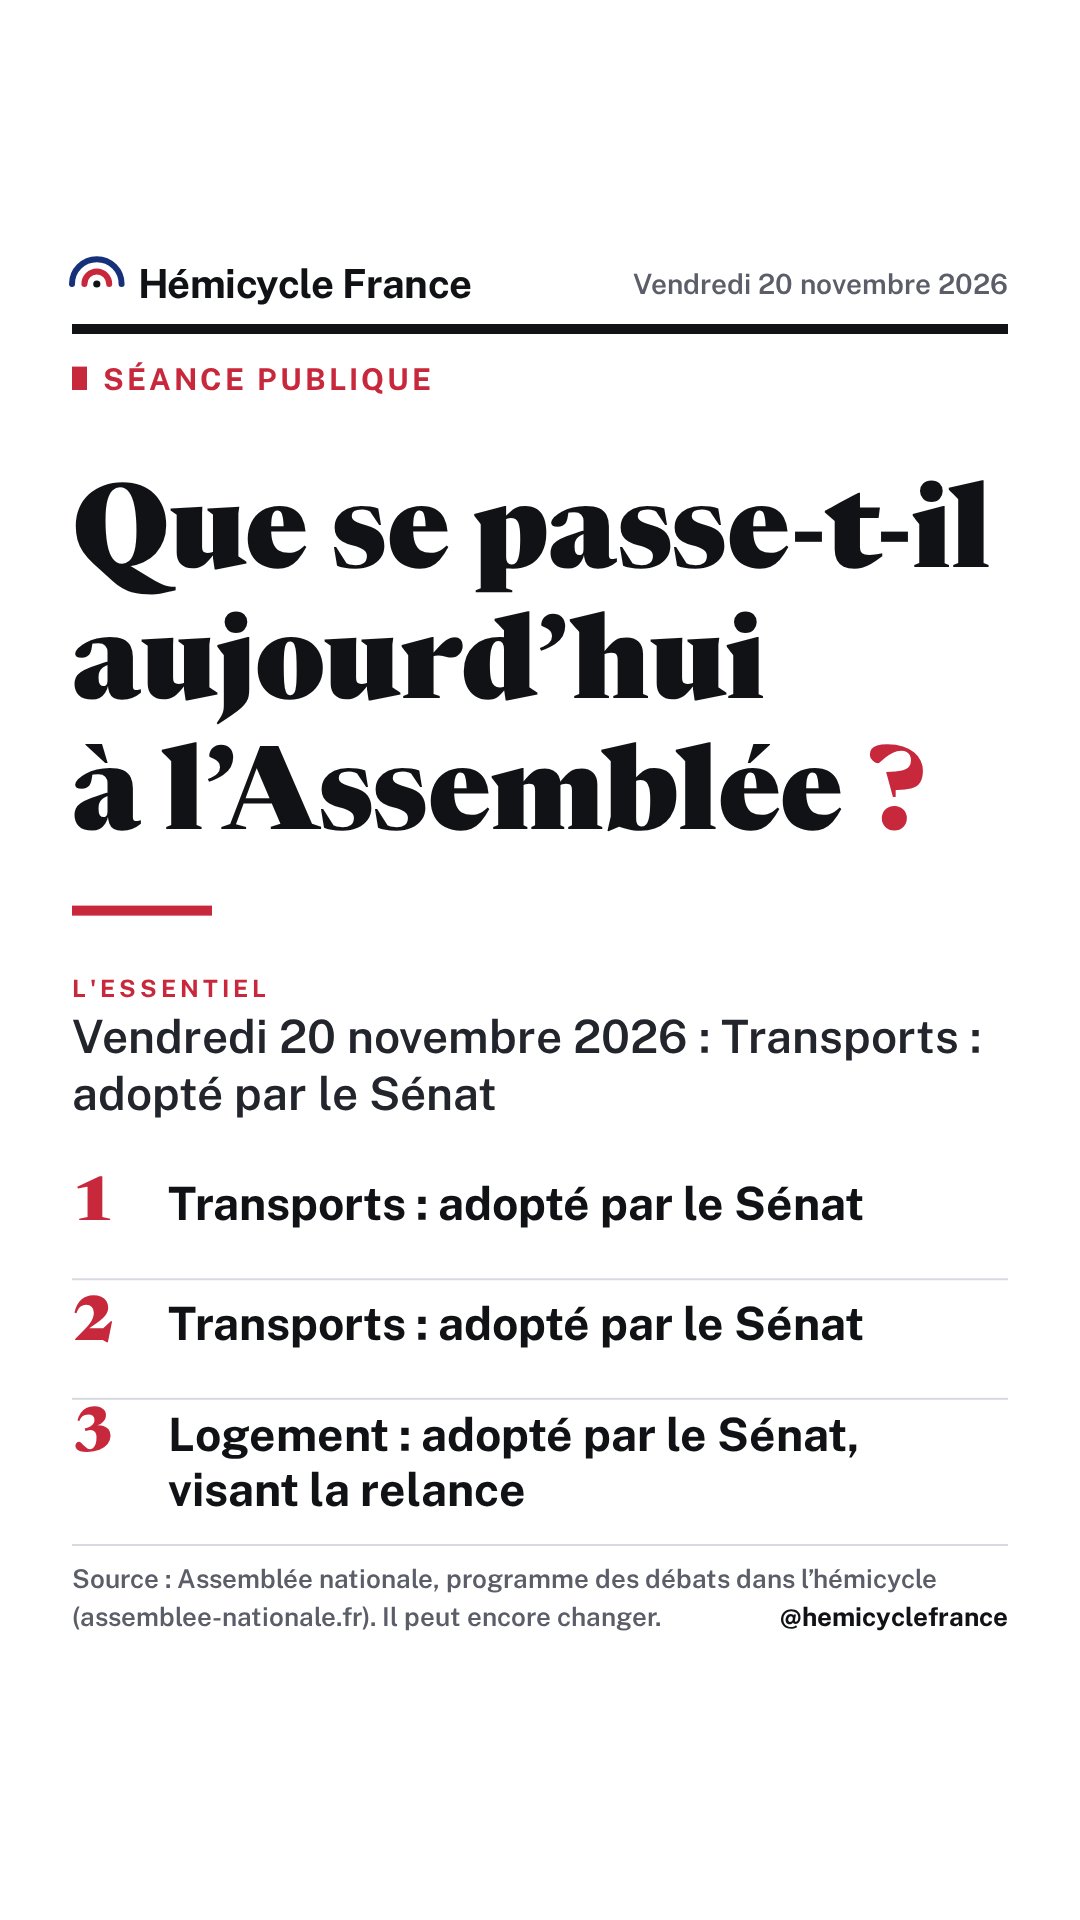 Hémicycle France
Vendredi 20 novembre 2026
SÉANCE PUBLIQUE
Que se passe-t-il
aujourd’hui
à l’Assemblée ?
L'ESSENTIEL
Vendredi 20 novembre 2026 : Transports :
adopté par le Sénat
1 Transports : adopté par le Sénat
2 Transports : adopté par le Sénat
3 Logement : adopté par le Sénat,
visant la relance
Source : Assemblée nationale, programme des débats dans l’hémicycle
(assemblee-nationale.fr). Il peut encore changer.
@hemicyclefrance